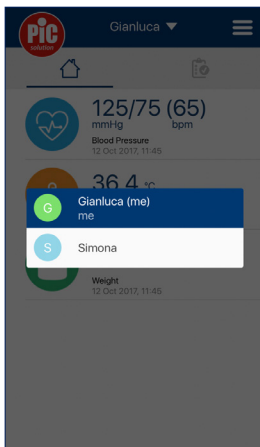 PiC
solution
Gianluca ▼
125/75 (65)
mmHg bpm
Blood Pressure
12 Oct 2017, 11:45
36.4 °C
G
Gianluca (me)
me
S
Simona
Weight
12 Oct 2017, 11:45